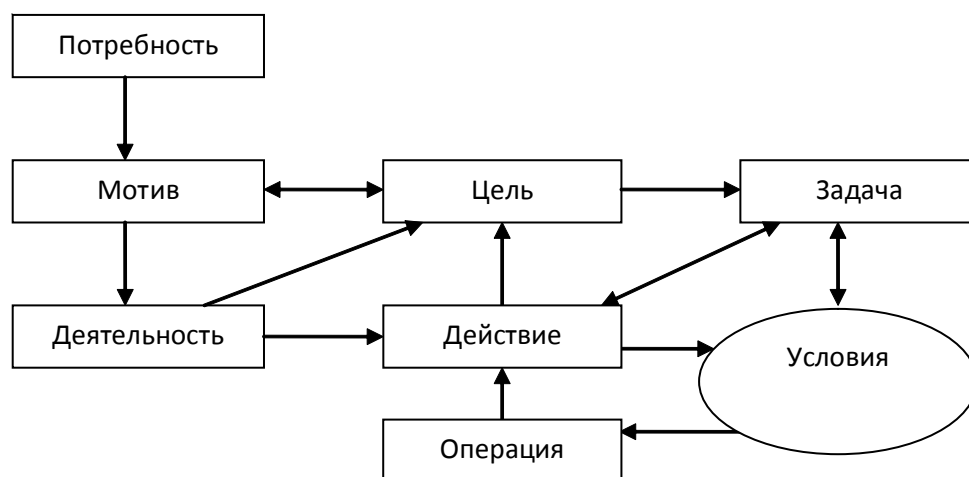 Потребность
Мотив
Цель
Задача
Деятельность
Действие
Условия
Операция